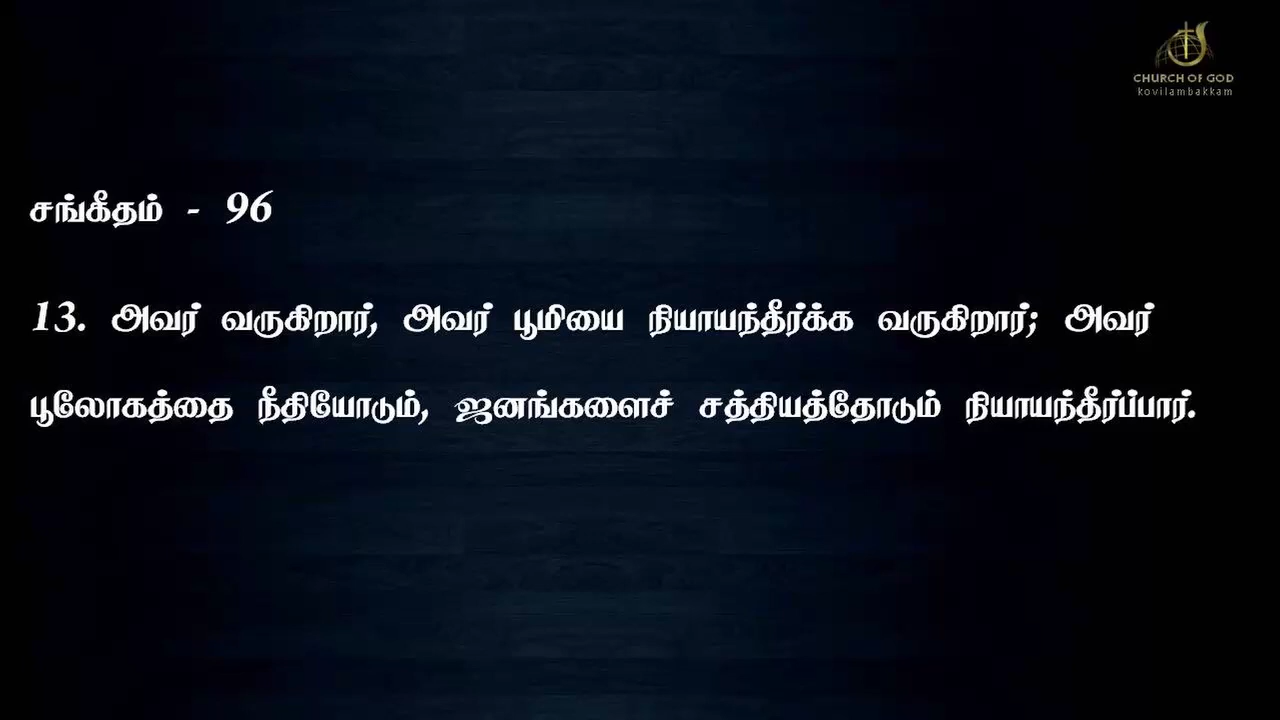 CHURCH OF GOD
kovilambakkam
சங்கீதம் - 96
13. அவர் வருகிறார், அவர் பூமியை நியாயந்தீர்க்க வருகிறார்; அவர்
பூலோகத்தை நீதியோடும், ஜனங்களைச் சத்தியத்தோடும் நியாயந்தீர்ப்பார்.